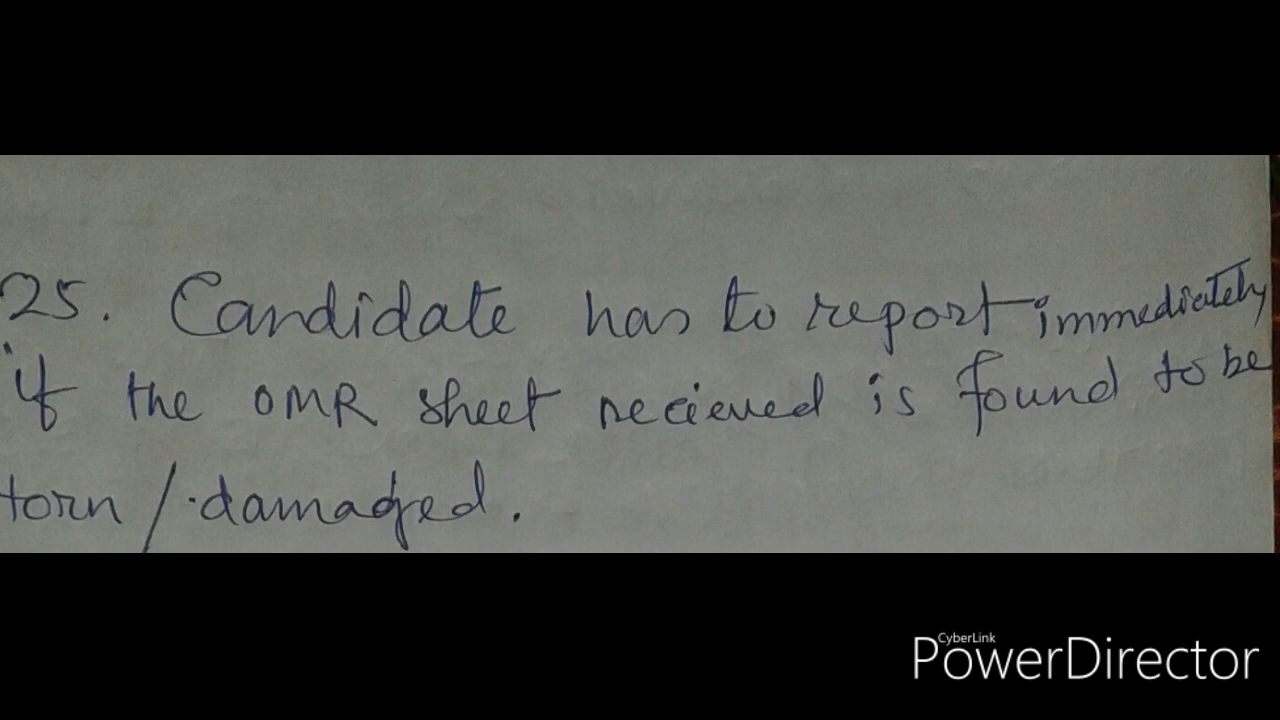 25. Candidate has to report immediately
if the OMR sheet recieved is found to be
torn / damaged.
CyberLink
PowerDirector